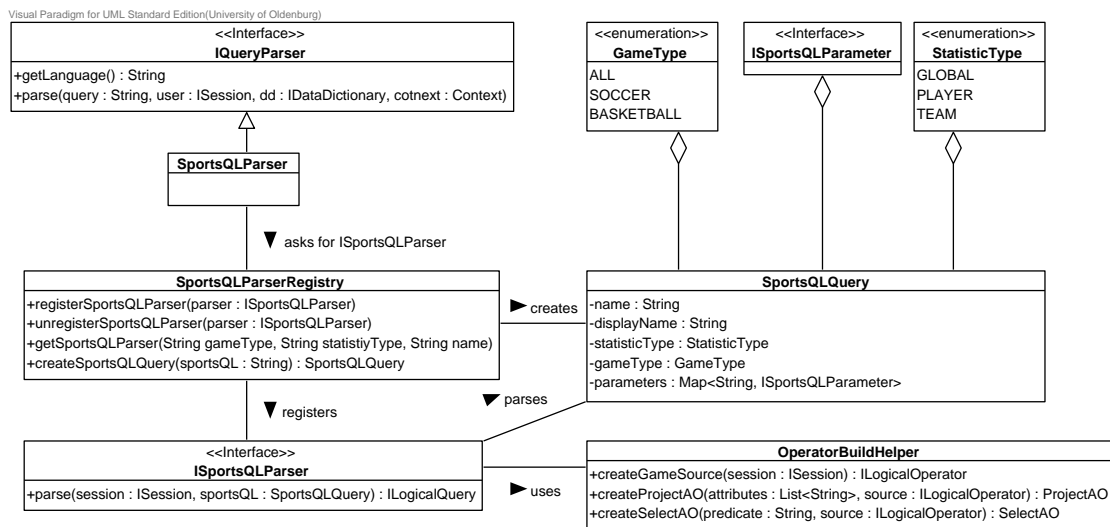 Visual Paradigm for UML Standard Edition(University of Oldenburg)
<<Interface>>
IQueryParser
+getLanguage() : String
+parse(query : String, user : ISession, dd : IDataDictionary, cotnext : Context)
<<enumeration>>
GameType
ALL
SOCCER
BASKETBALL
<<Interface>>
ISportsQLParameter
<<enumeration>>
StatisticType
GLOBAL
PLAYER
TEAM
SportsQLParser
asks for ISportsQLParser
SportsQLParserRegistry
+registerSportsQLParser(parser : ISportsQLParser)
+unregisterSportsQLParser(parser : ISportsQLParser)
+getSportsQLParser(String gameType, String statistiyType, String name)
+createSportsQLQuery(sportsQL : String) : SportsQLQuery
creates
SportsQLQuery
-name : String
-displayName : String
-statisticType : StatisticType
-gameType : GameType
-parameters : Map<String, ISportsQLParameter>
registers
parses
<<Interface>>
ISportsQLParser
+parse(session : ISession, sportsQL : SportsQLQuery) : ILogicalQuery
uses
OperatorBuildHelper
+createGameSource(session : ISession) : ILogicalOperator
+createProjectAO(attributes : List<String>, source : ILogicalOperator) : ProjectAO
+createSelectAO(predicate : String, source : ILogicalOperator) : SelectAO